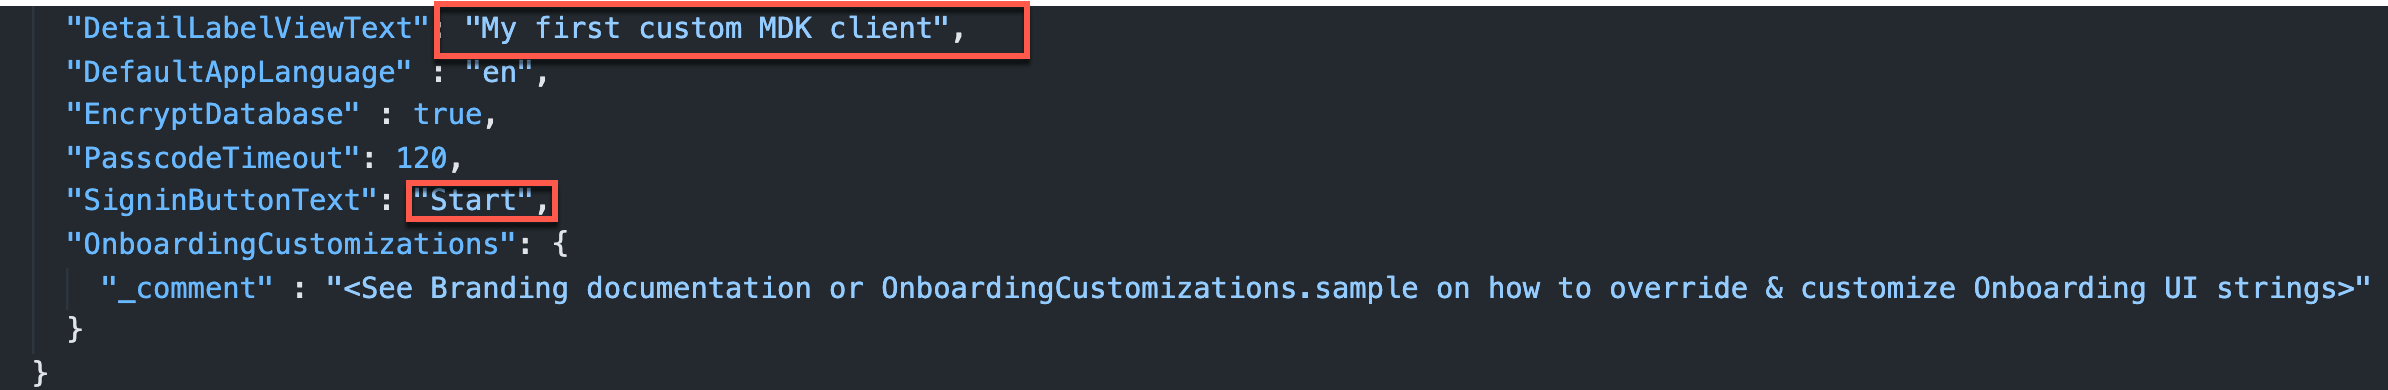 "DetailLabelViewText": "My first custom MDK client",
"DefaultAppLanguage" : "en",
"EncryptDatabase" : true,
"PasscodeTimeout": 120,
"SigninButtonText": "Start",
"OnboardingCustomizations": {
"_comment" : "<See Branding documentation or OnboardingCustomizations.sample on how to override & customize Onboarding UI strings>"
}
}